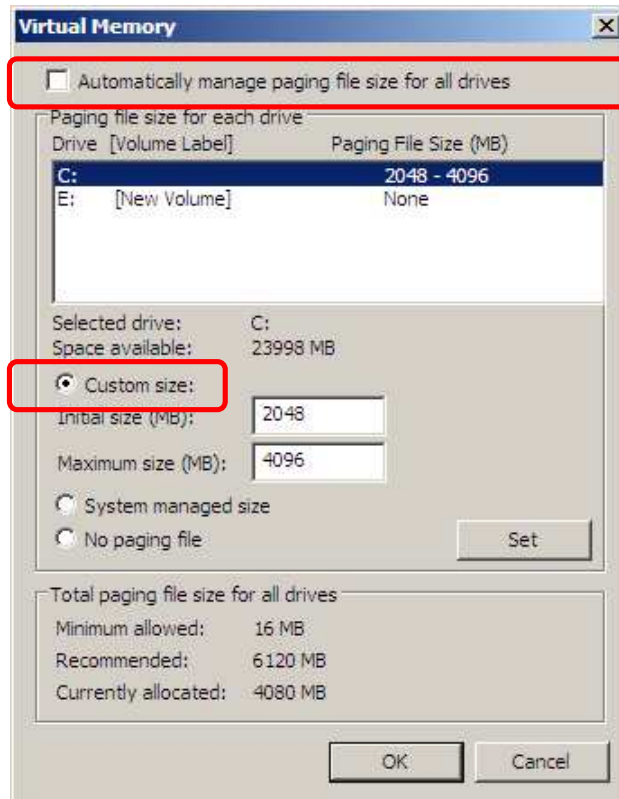 Virtual Memory
Automatically manage paging file size for all drives
Paging file size for each drive
Drive [Volume Label] Paging File Size (MB)
C: 2048 - 4096
E: [New Volume] None
Selected drive: C:
Space available: 23998 MB
Custom size:
Initial size (MB): 2048
Maximum size (MB): 4096
System managed size
No paging file Set
Total paging file size for all drives
Minimum allowed: 16 MB
Recommended: 6120 MB
Currently allocated: 4080 MB
OK Cancel